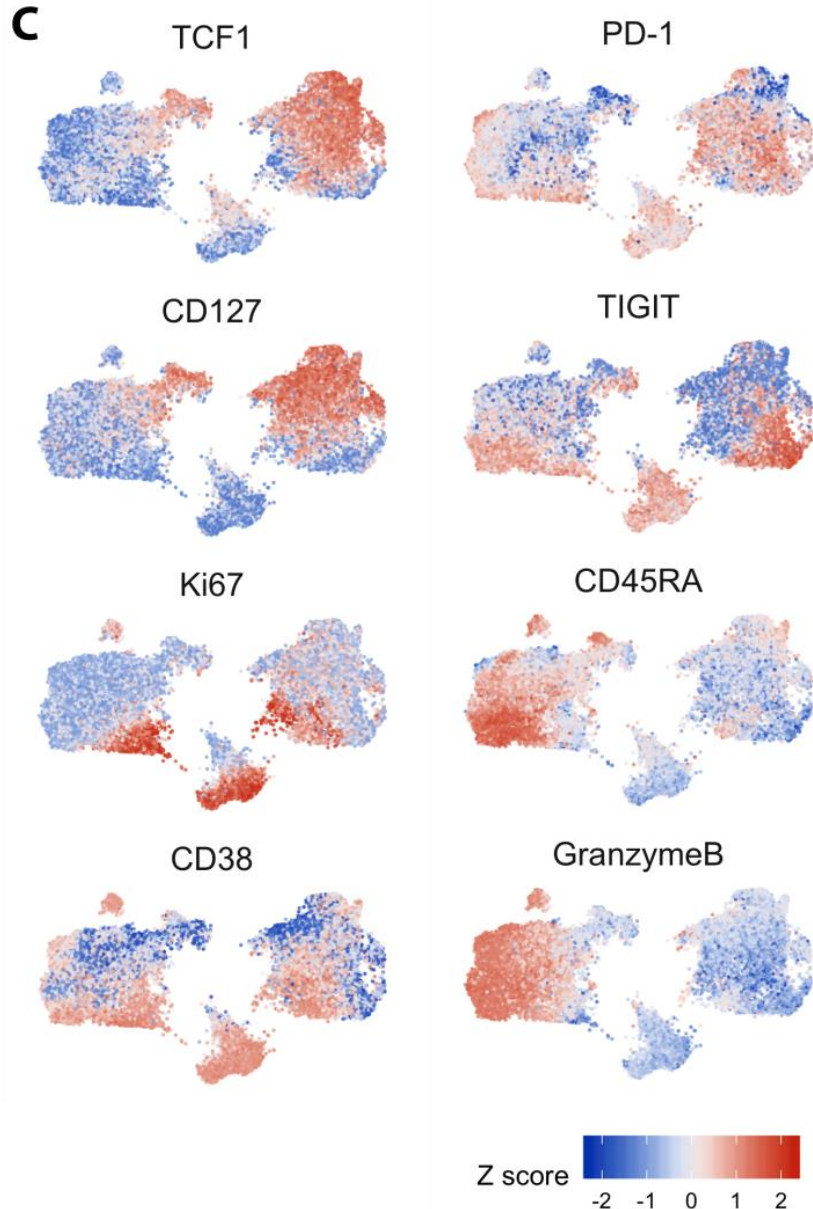 C
TCF1 PD-1
CD127 TIGIT
Ki67 CD45RA
CD38 GranzymeB
Z score
-2 -1 0 1 2